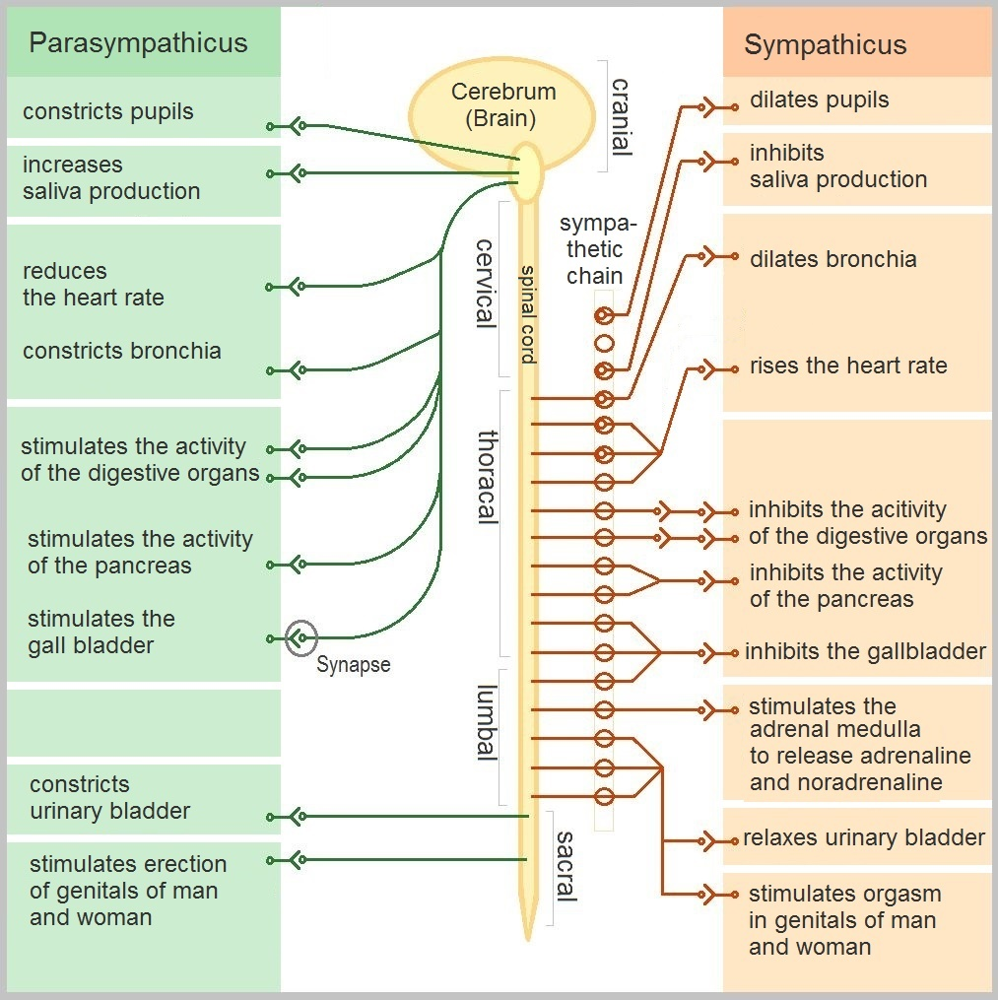 Parasympathicus
constricts pupils
increases
saliva production
reduces
the heart rate
constricts bronchia
stimulates the activity
of the digestive organs
stimulates the activity
of the pancreas
stimulates the
gall bladder
constricts
urinary bladder
stimulates erection
of genitals of man
and woman
Cerebrum
(Brain)
cranial
cervical
spinal cord
sympa-
thetic
chain
thoracal
Synapse
lumbal
sacral
Sympathicus
dilates pupils
inhibits
saliva production
dilates bronchia
rises the heart rate
inhibits the acitivity
of the digestive organs
inhibits the activity
of the pancreas
inhibits the gallbladder
stimulates the
adrenal medulla
to release adrenaline
and noradrenaline
relaxes urinary bladder
stimulates orgasm
in genitals of man
and woman